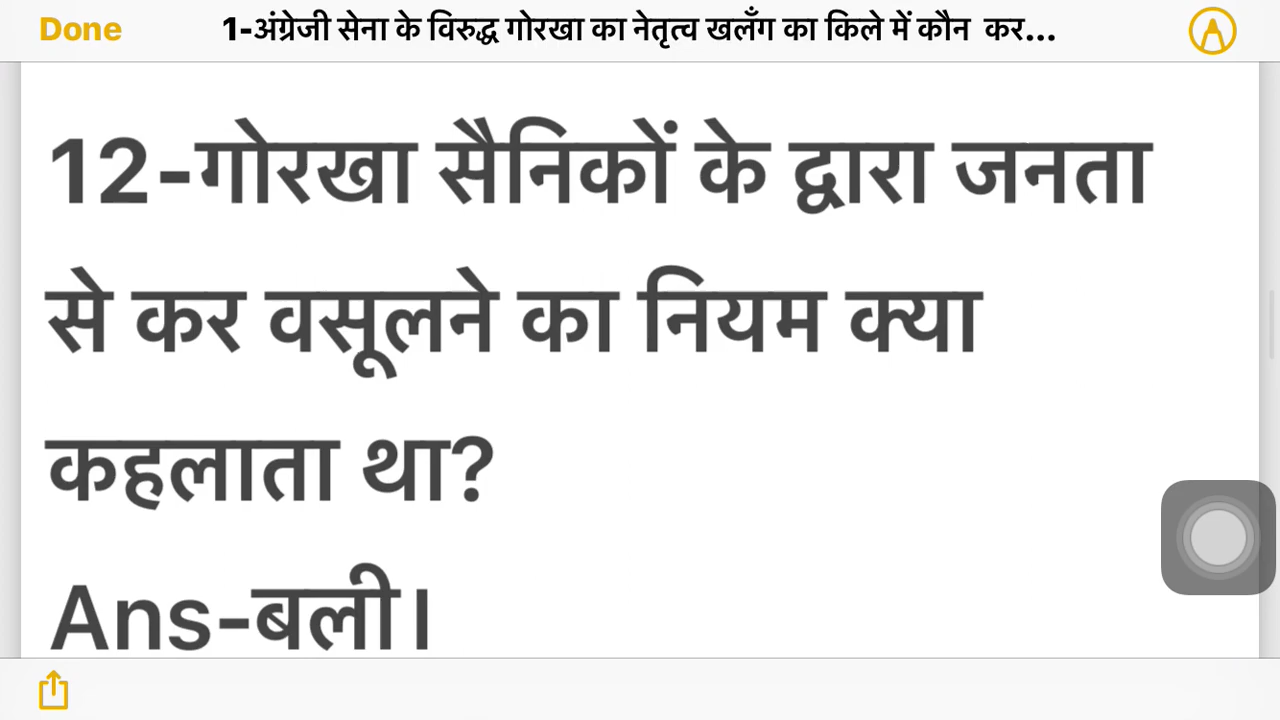 Done
1-अंग्रेजी सेना के विरुद्ध गोरखा का नेतृत्व खलँग का किले में कौन कर...
12-गोरखा सैनिकों के द्वारा जनता
से कर वसूलने का नियम क्या
कहलाता था?
Ans-बली।